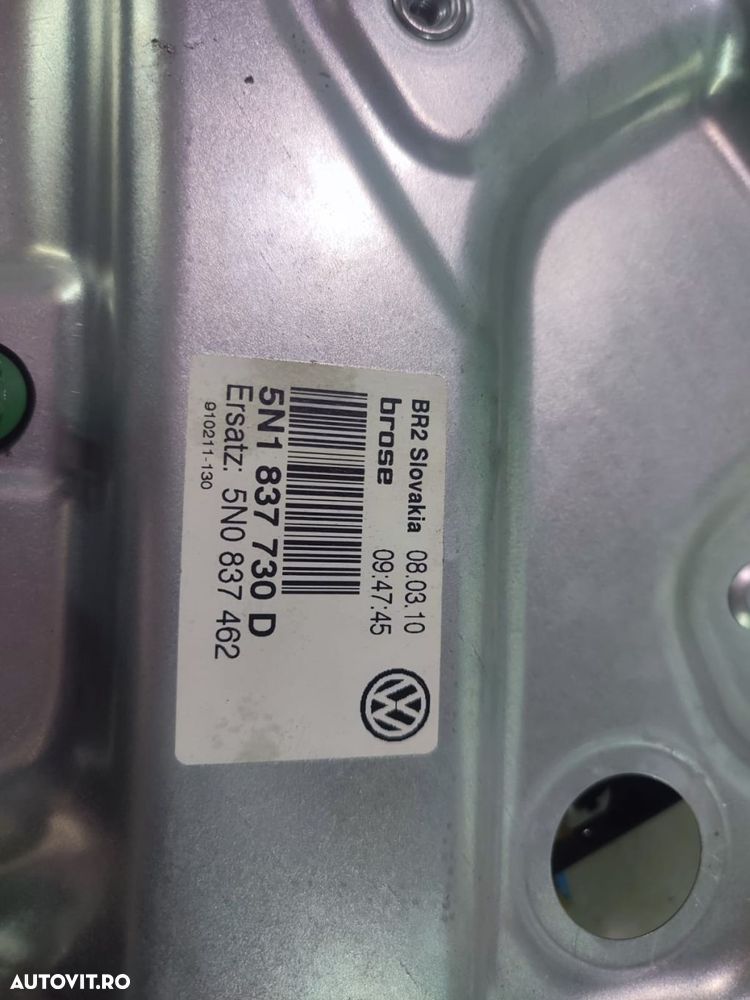 BR2 Slovakia 08.03.10
brose 09:47:45
5N1 837 730 D
Ersatz: 5N0 837 462
910211-130
AUTOVIT.RO